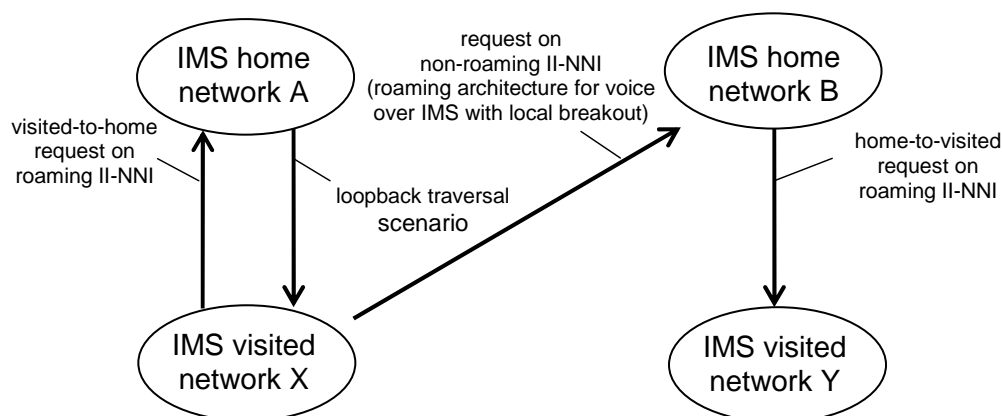 IMS home
network A
request on
non-roaming II-NNI
(roaming architecture for voice
over IMS with local breakout)
IMS home
network B
visited-to-home
request on
roaming II-NNI
loopback traversal
scenario
home-to-visited
request on
roaming II-NNI
IMS visited
network X
IMS visited
network Y